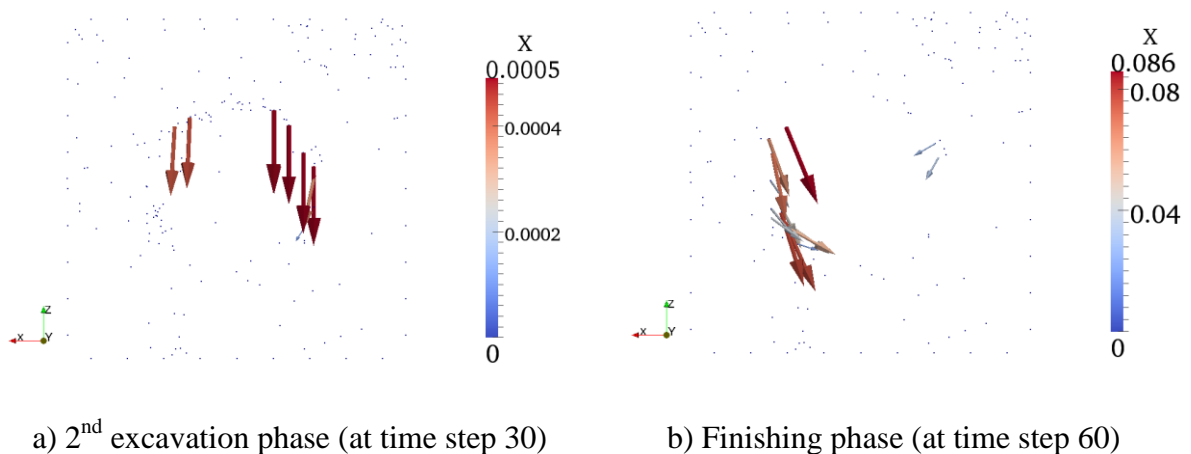 X
0.0005
0.0004
0.0002
0
Z
X
Y
X
0.086
0.08
0.04
0
Z
X
Y
a) 2nd excavation phase (at time step 30)
b) Finishing phase (at time step 60)